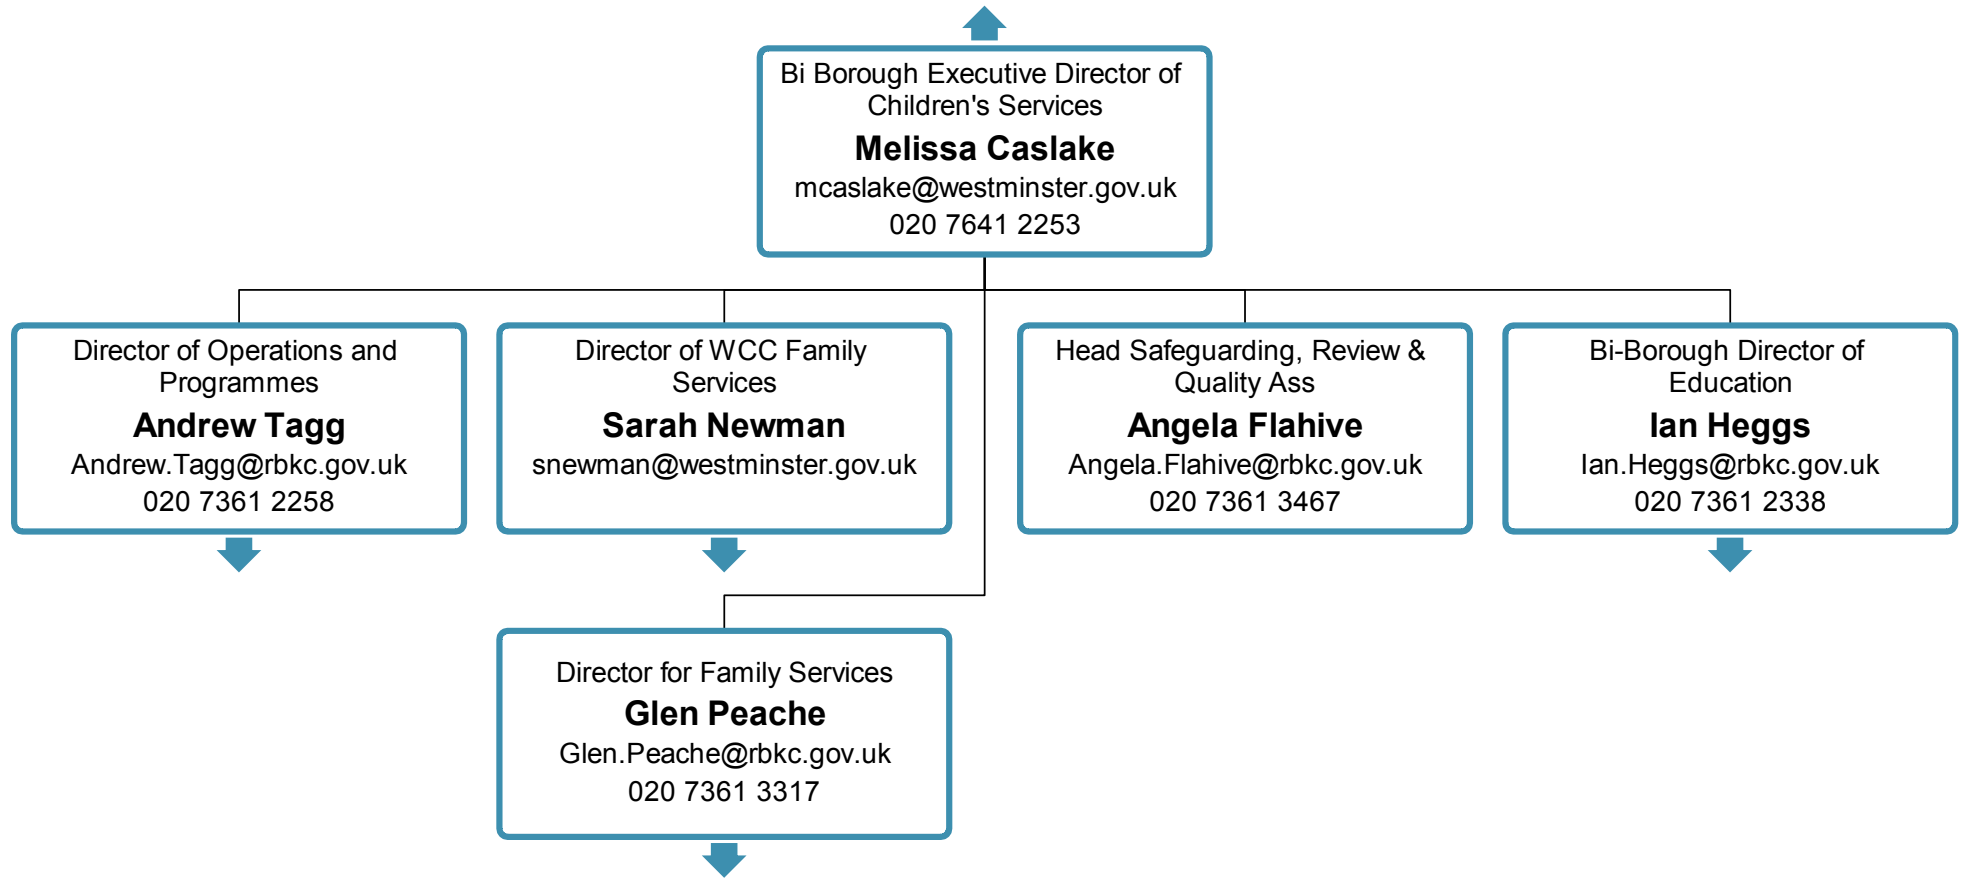 Bi Borough Executive Director of
Children's Services
Melissa Caslake
mcaslake@westminster.gov.uk
020 7641 2253
Director of Operations and
Programmes
Andrew Tagg
Andrew.Tagg@rbkc.gov.uk
020 7361 2258
Director of WCC Family
Services
Sarah Newman
snewman@westminster.gov.uk
Head Safeguarding, Review &
Quality Ass
Angela Flahive
Angela.Flahive@rbkc.gov.uk
020 7361 3467
Bi-Borough Director of
Education
Ian Heggs
Ian.Heggs@rbkc.gov.uk
020 7361 2338
Director for Family Services
Glen Peache
Glen.Peache@rbkc.gov.uk
020 7361 3317